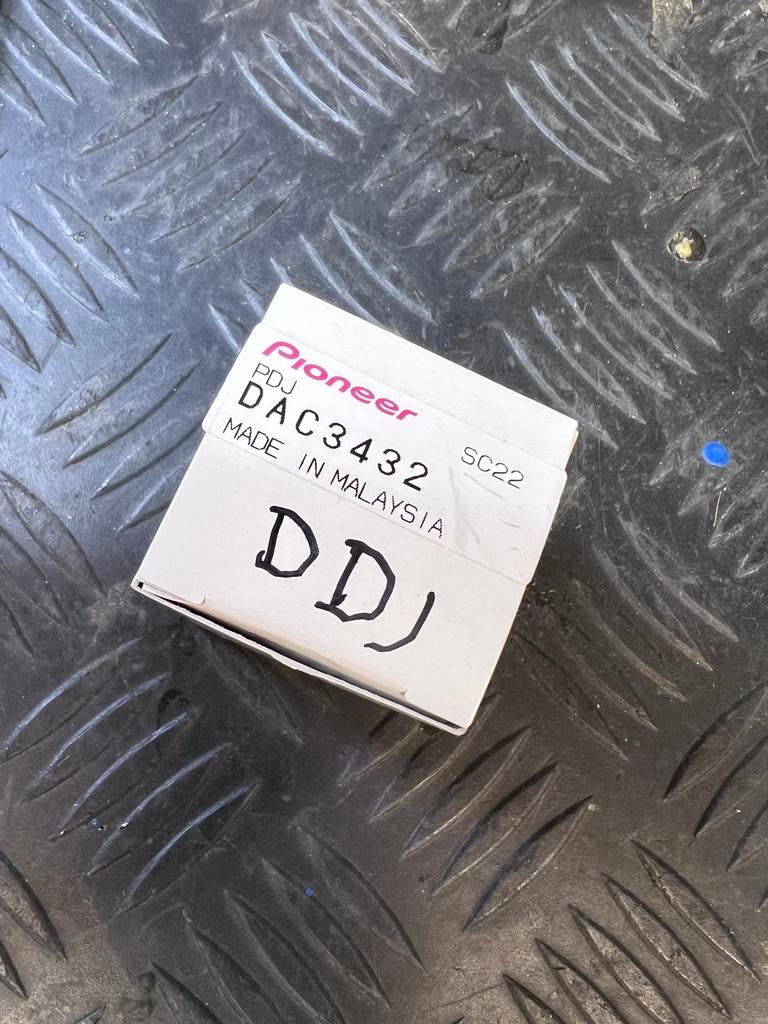 Pioneer
PDJ
DAC3432 SC22
MADE IN MALAYSIA
DDJ